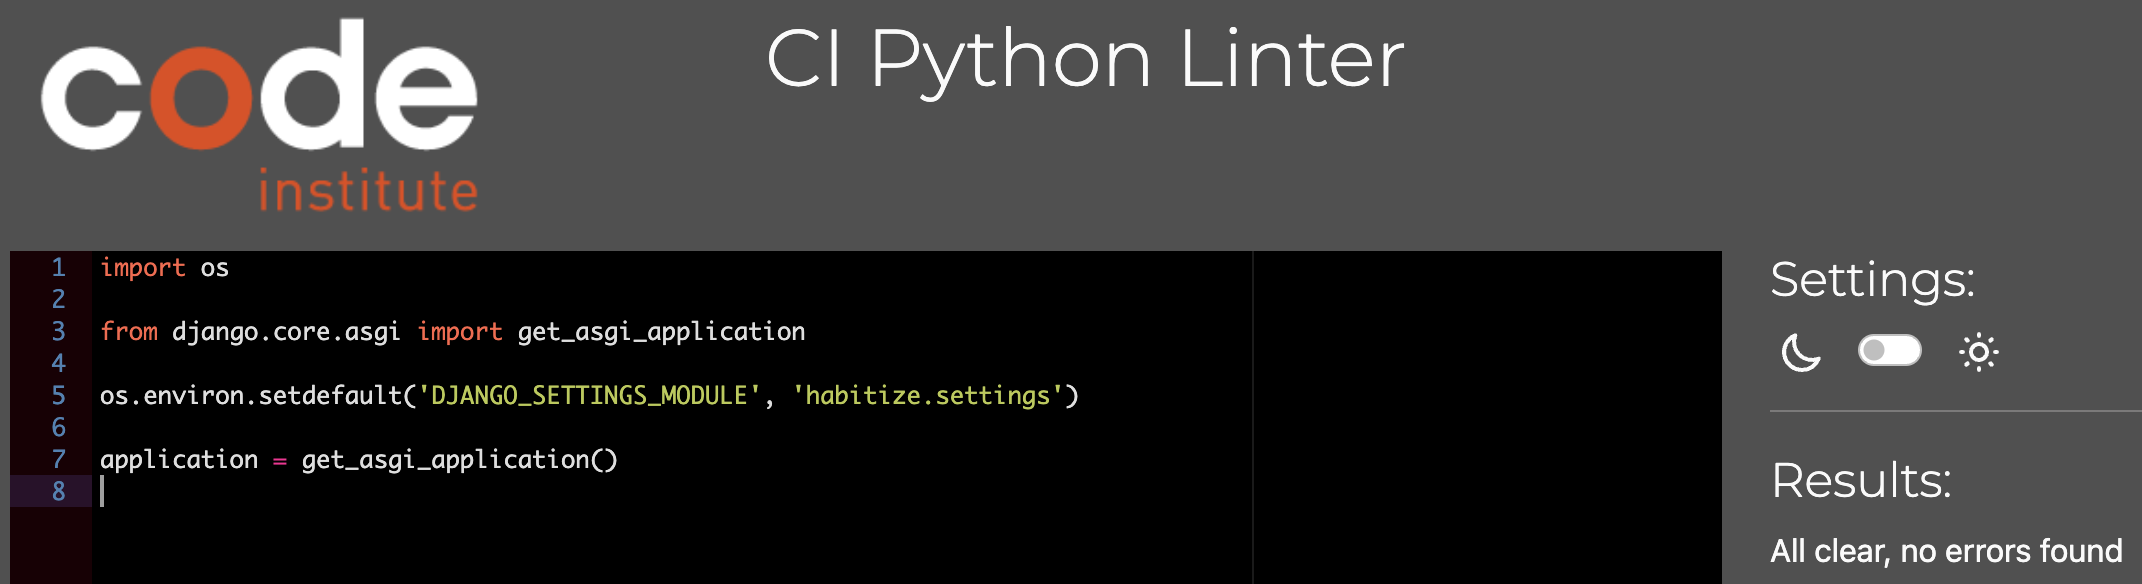 code
institute
CI Python Linter
1 import os
2
3 from django.core.asgi import get_asgi_application
4
5 os.environ.setdefault('DJANGO_SETTINGS_MODULE', 'habitize.settings')
6
7 application = get_asgi_application()
8
Settings:
Results:
All clear, no errors found